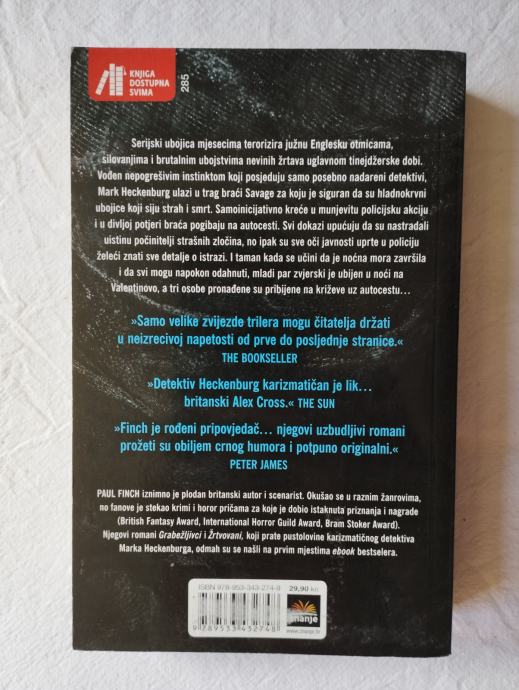 KNJIGA
DOSTUPNA
SVIMA
285
Serijski ubojica mjesecima terorizira južnu Englesku otmicama,
silovanjima i brutalnim ubojstvima nevinih žrtava uglavnom tinejdžerske dobi.
Vođen nepogrešivim instinktom koji posjeduju samo posebno nadareni detektivi,
Mark Heckenburg ulazi u trag braći Savage za koju je siguran da su hladnokrvni
ubojice koji siju strah i smrt. Samoinicijativno kreće u munjevitu policijsku akciju
i u divljoj potjeri braća pogibaju na autocesti. Svi dokazi upućuju da su nastradali
uistinu počinitelji strašnih zločina, no ipak su sve oči javnosti uprte u policiju
želeći znati sve detalje o istrazi. I taman kada se učini da je noćna mora završila
i da svi mogu napokon odahnuti, mladi par zvjerski je ubijen u noći na
Valentinovo, a tri osobe pronađene su pribijene na križeve uz autocestu...
»Samo velike zvijezde trilera mogu čitatelja držati
u neizrecivoj napetosti od prve do posljednje stranice.«
THE BOOKSELLER
»Detektiv Heckenburg karizmatičan je lik...
britanski Alex Cross.« THE SUN
»Finch je rođeni pripovjedač... njegovi uzbudljivi romani
prožeti su obiljem crnog humora i potpuno originalni.«
PETER JAMES
PAUL FINCH iznimno je plodan britanski autor i scenarist. Okušao se u raznim žanrovima,
no fanove je stekao krimi i horor pričama za koje je dobio istaknuta priznanja i nagrade
(British Fantasy Award, International Horror Guild Award, Bram Stoker Award).
Njegovi romani Grabežljivci i Žrtvovani, koji prate pustolovine karizmatičnog detektiva
Marka Heckenburga, odmah su se našli na prvim mjestima ebook bestselera.
ISBN 978-953-343-274-8
29,90 kn
9 789533 432748
znanje
www.znanje.hr